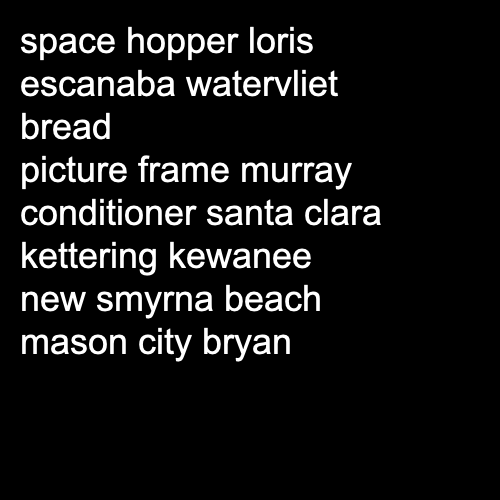 space hopper loris
escanaba watervliet
bread
picture frame murray
conditioner santa clara
kettering kewanee
new smyrna beach
mason city bryan